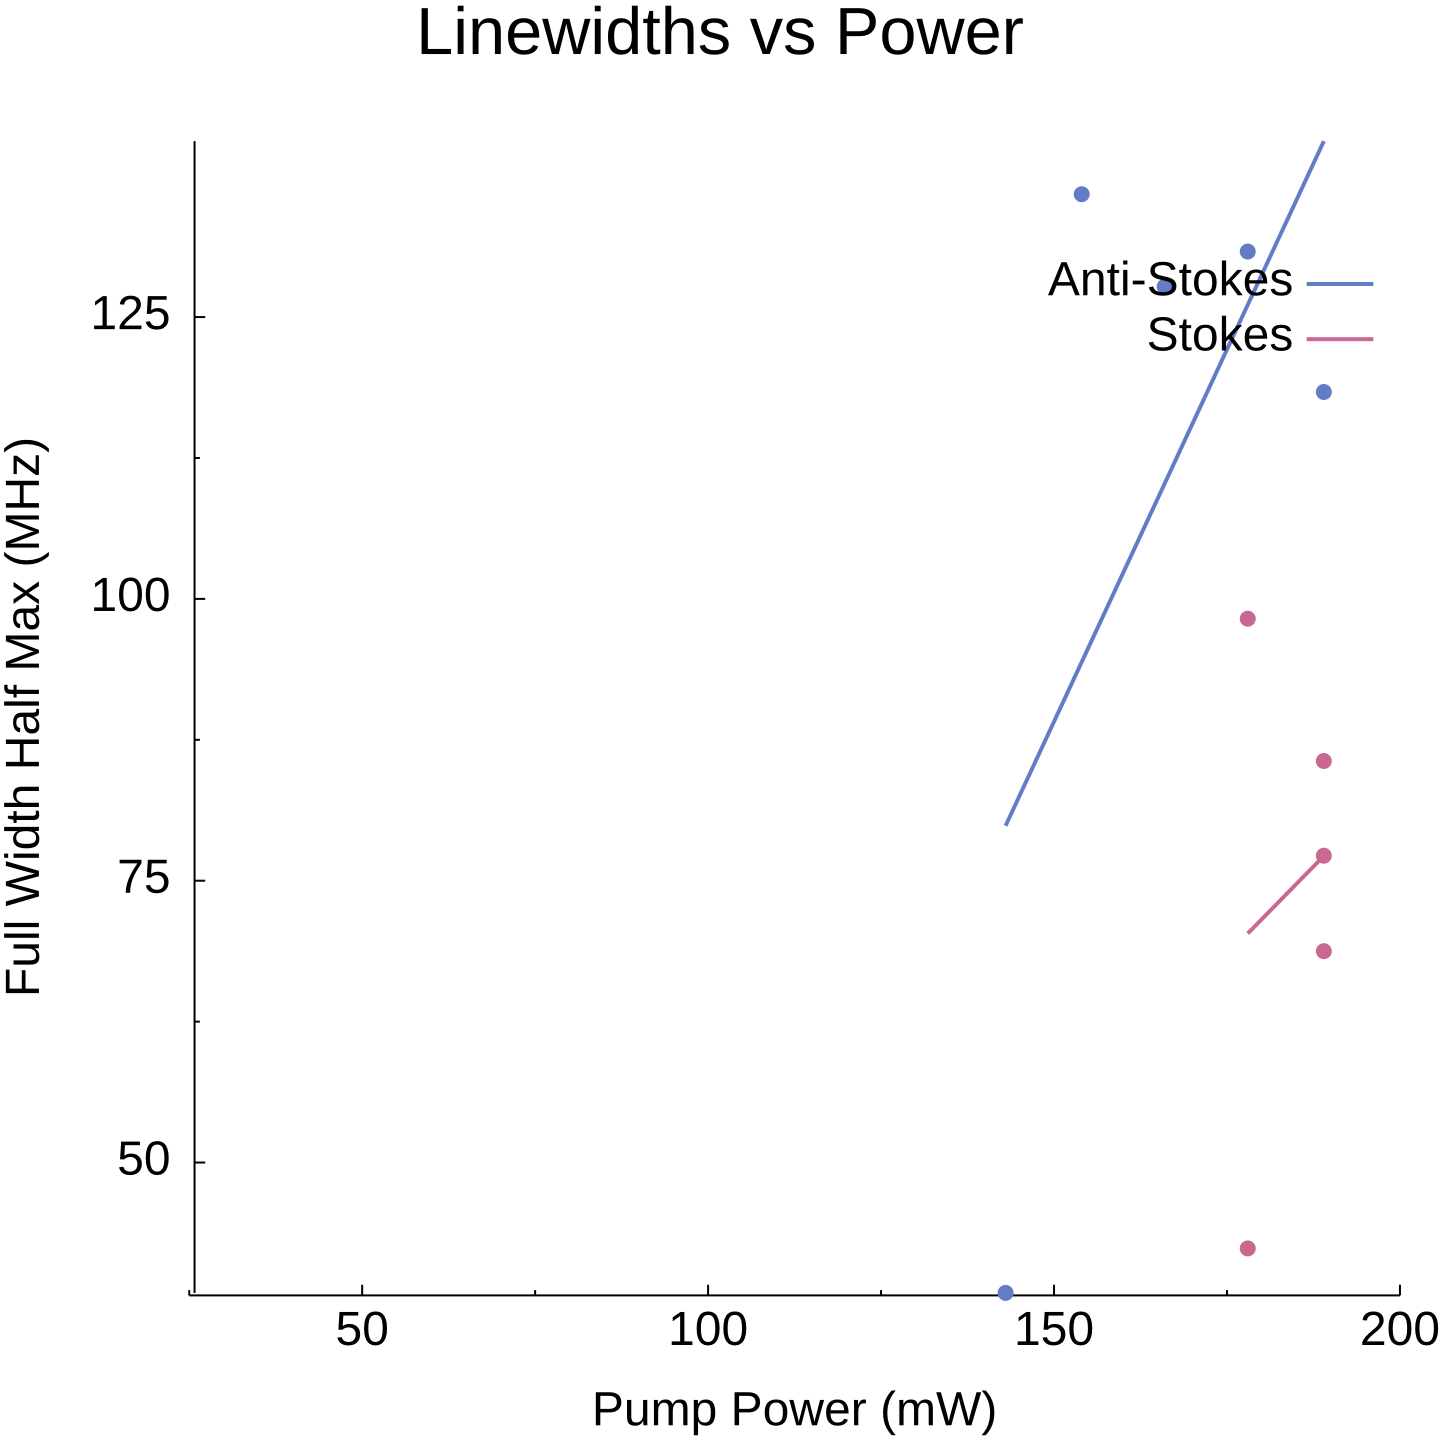 Linewidths vs Power
Anti-Stokes
Stokes
125
100
75
50
Full Width Half Max (MHz)
50 100 150 200
Pump Power (mW)